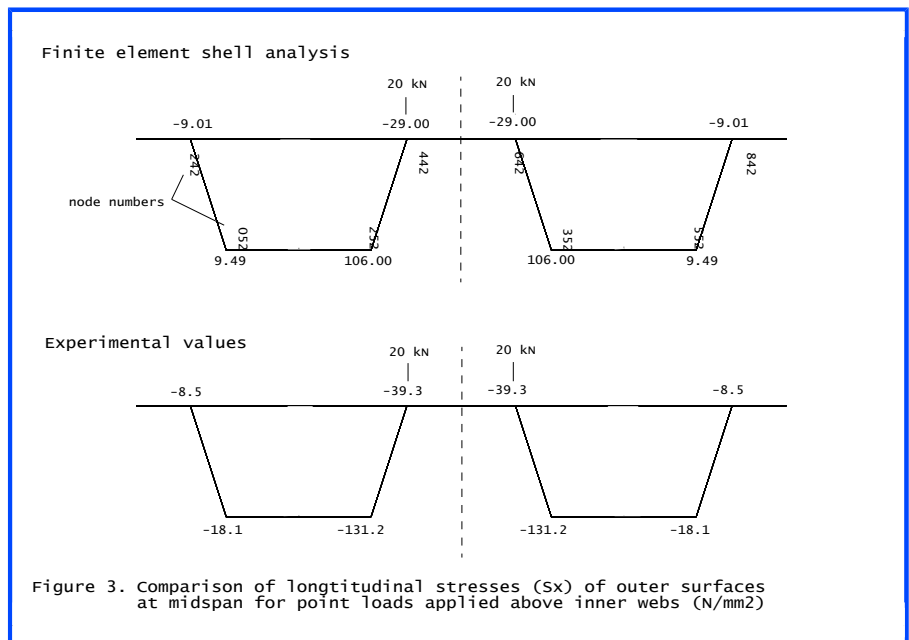 Finite element shell analysis
20 kN
20 kN
-9.01
-29.00
-29.00
-9.01
242
442
642
842
node numbers
052
252
352
552
9.49
106.00
106.00
9.49
Experimental values
20 kN
20 kN
-8.5
-39.3
-39.3
-8.5
-18.1
-131.2
-131.2
-18.1
Figure 3. Comparison of longtitudinal stresses (Sx) of outer surfaces
at midspan for point loads applied above inner webs (N/mm2)